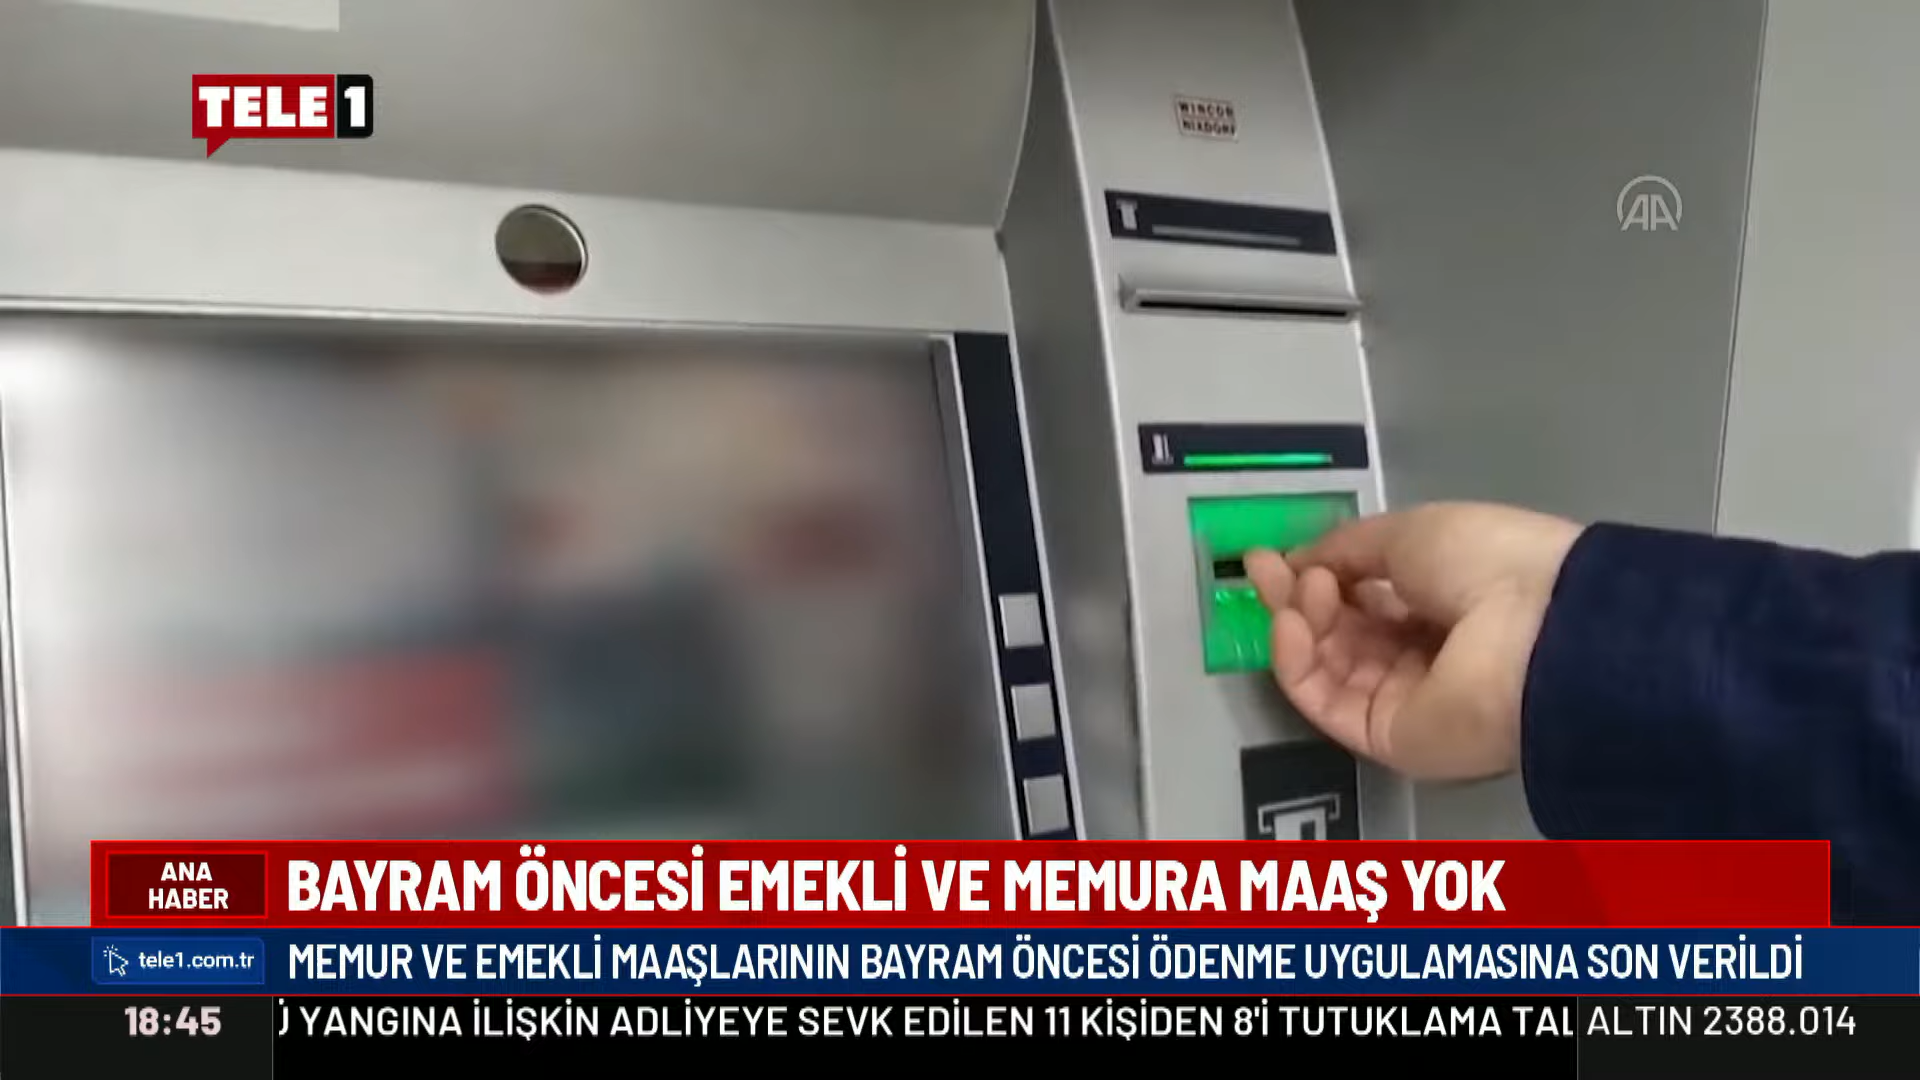 TELE1
WINCOR
NIXDORF
AA
ANA
HABER
BAYRAM ÖNCESİ EMEKLİ VE MEMURA MAAŞ YOK
tele1.com.tr
MEMUR VE EMEKLİ MAAŞLARININ BAYRAM ÖNCESİ ÖDENME UYGULAMASINA SON VERİLDİ
18:45
YANGINA İLİŞKİN ADLİYEYE SEVK EDİLEN 11 KİŞİDEN 8'İ TUTUKLAMA
ALTIN 2388.014